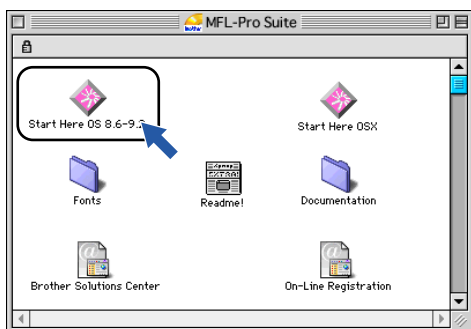 brother MFL-Pro Suite
Start Here OS 8.6-9.2
Start Here OSX
Fonts
Readme!
Documentation
Brother Solutions Center
On-Line Registration